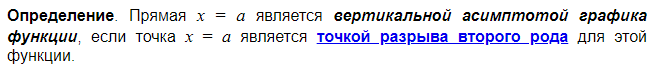 Определение. Прямая x = a является вертикальной асимптотой графика
функции, если точка x = a является точкой разрыва второго рода для этой
функции.